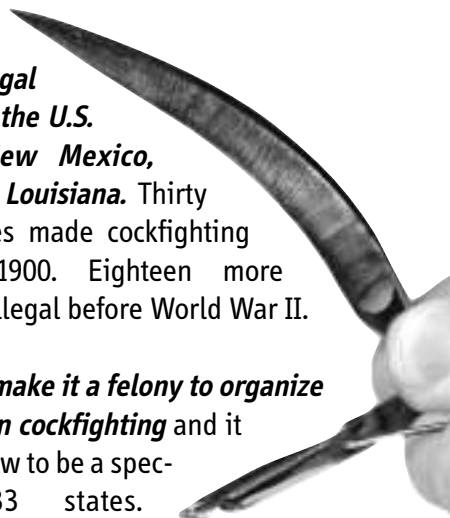 gal
the U.S.
ew Mexico,
Louisiana. Thirty
es made cockfighting
1900. Eighteen more
llegal before World War II.
make it a felony to organize
n cockfighting and it
w to be a spec-
33 states.